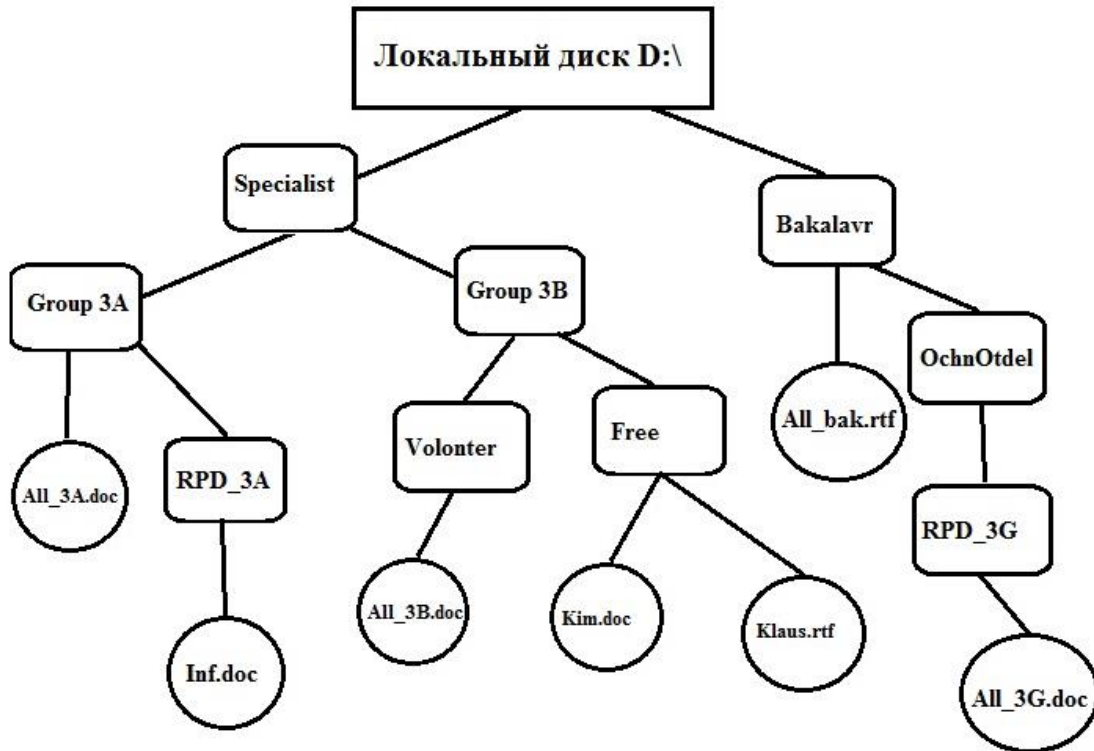 Локальный диск D:\
Specialist
Bakalavr
Group 3A
Group 3B
OchnOtdel
All_bak.rtf
Volonter
Free
RPD_3A
All_3A.doc
RPD_3G
All_3B.doc
Kim.doc
Klaus.rtf
Inf.doc
All_3G.doc